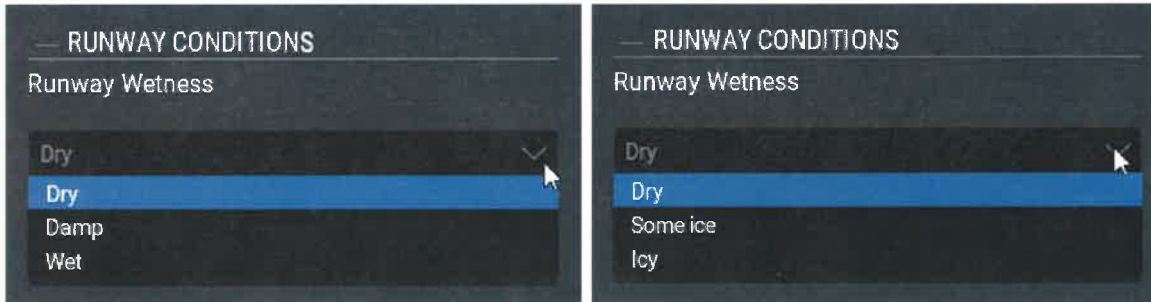 RUNWAY CONDITIONS
Runway Wetness
Dry
Dry
Damp
Wet
RUNWAY CONDITIONS
Runway Wetness
Dry
Dry
Some ice
Icy